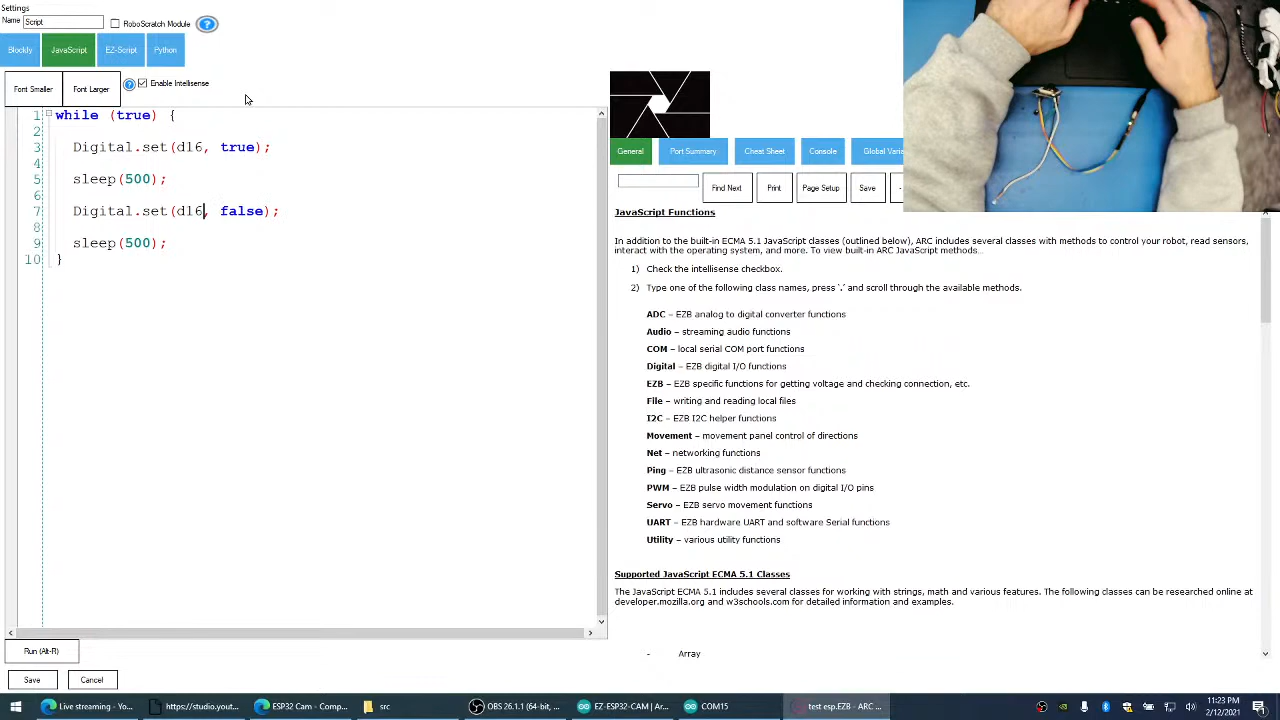 Settings
Name Script RoboScratch Module ?
Blockly JavaScript EZ-Script Python
Font Smaller Font Larger ? Enable Intellisense
1 while (true) {
2
3 Digital.set(d16, true);
4
5 sleep(500);
6
7 Digital.set(d16, false);
8
9 sleep(500);
10 }
Run (Alt-R)
Save Cancel
General Port Summary Cheat Sheet Console Global Varia
Find Next Print Page Setup Save -
JavaScript Functions
In addition to the built-in ECMA 5.1 JavaScript classes (outlined below), ARC includes several classes with methods to control your robot, read sensors,
interact with the operating system, and more. To view built-in ARC JavaScript methods...
1) Check the intellisense checkbox.
2) Type one of the following class names, press '.' and scroll through the available methods.
ADC – EZB analog to digital converter functions
Audio – streaming audio functions
COM – local serial COM port functions
Digital – EZB digital I/O functions
EZB – EZB specific functions for getting voltage and checking connection, etc.
File – writing and reading local files
I2C – EZB I2C helper functions
Movement – movement panel control of directions
Net – networking functions
Ping – EZB ultrasonic distance sensor functions
PWM – EZB pulse width modulation on digital I/O pins
Servo – EZB servo movement functions
UART – EZB hardware UART and software Serial functions
Utility – various utility functions
Supported JavaScript ECMA 5.1 Classes
The JavaScript ECMA 5.1 includes several classes for working with strings, math and various features. The following classes can be researched online at
developer.mozilla.org and w3schools.com for detailed information and examples.
- Array
Live streaming - Yo... https://studio.youtu... ESP32 Cam - Comp... src OBS 26.1.1 (64-bit, ... EZ-ESP32-CAM | Ar... COM15 test esp.EZB - ARC ...
11:23 PM
2/12/2021